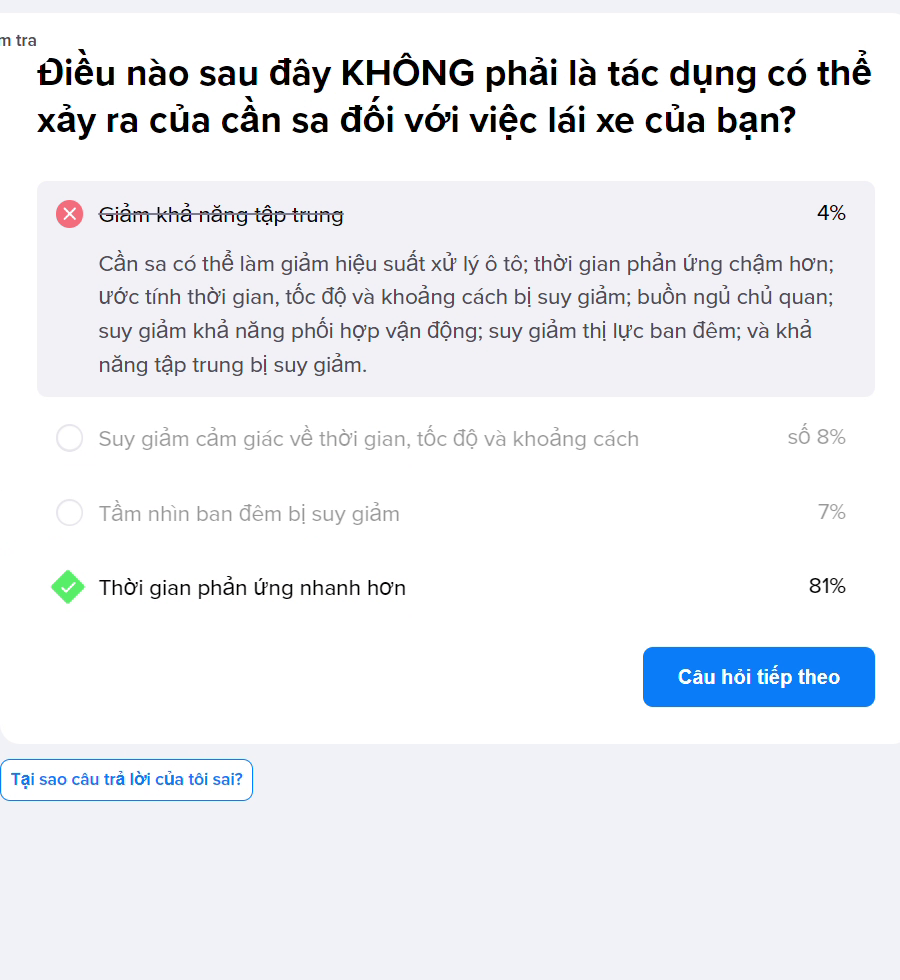 m tra
Điều nào sau đây KHÔNG phải là tác dụng có thể
xảy ra của cần sa đối với việc lái xe của bạn?
Giảm khả năng tập trung 4%
Cần sa có thể làm giảm hiệu suất xử lý ô tô; thời gian phản ứng chậm hơn;
ước tính thời gian, tốc độ và khoảng cách bị suy giảm; buồn ngủ chủ quan;
suy giảm khả năng phối hợp vận động; suy giảm thị lực ban đêm; và khả
năng tập trung bị suy giảm.
Suy giảm cảm giác về thời gian, tốc độ và khoảng cách số 8%
Tầm nhìn ban đêm bị suy giảm 7%
Thời gian phản ứng nhanh hơn 81%
Câu hỏi tiếp theo
Tại sao câu trả lời của tôi sai?